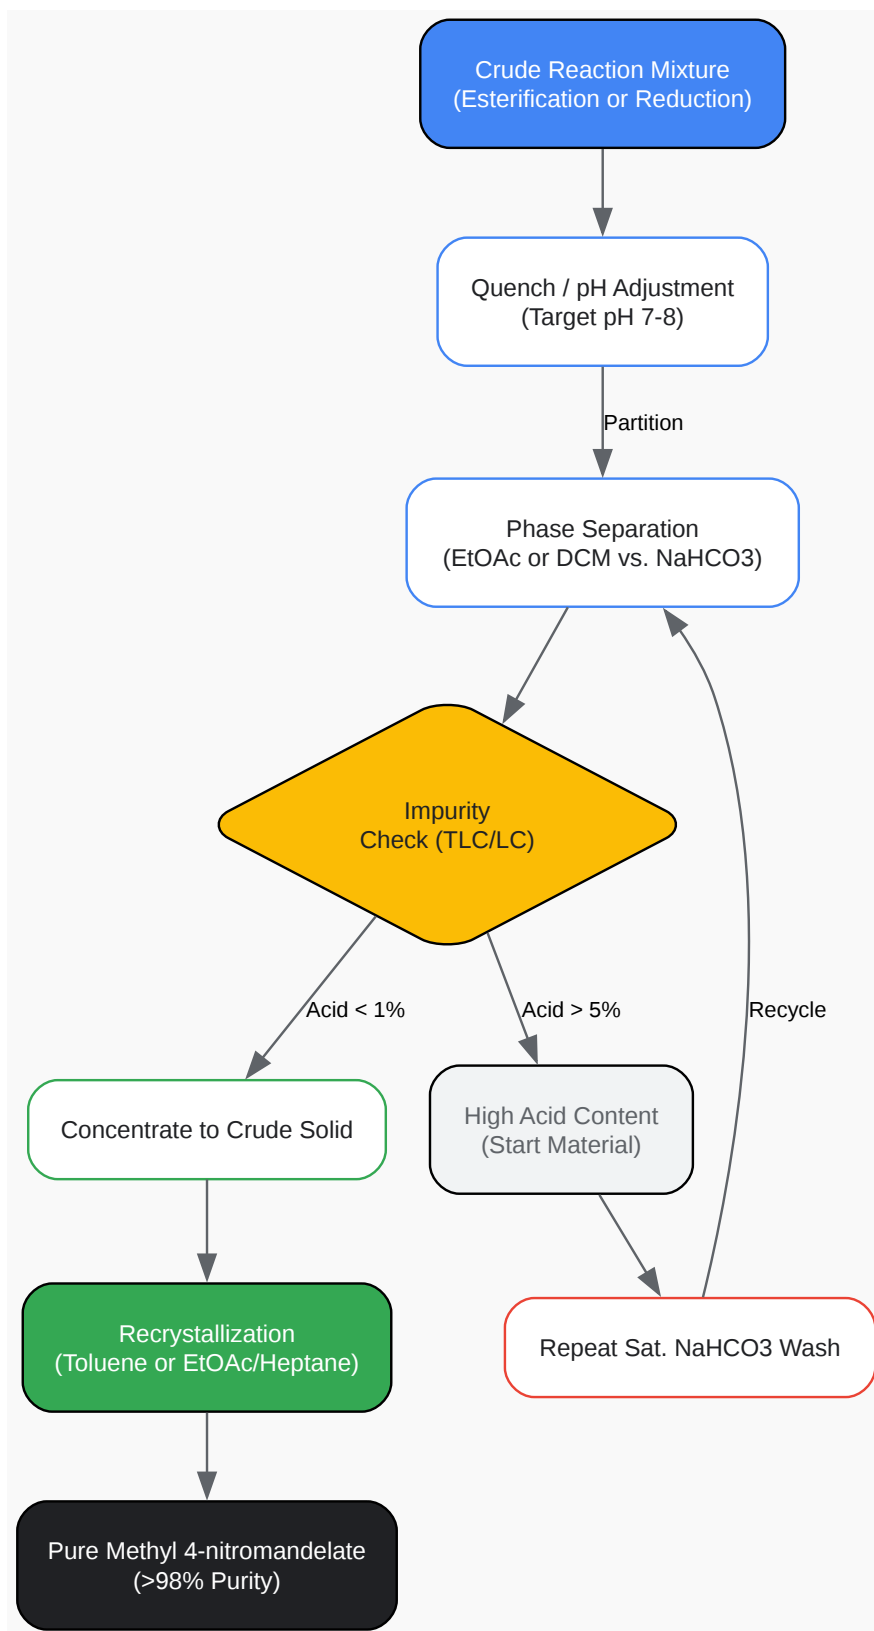 Crude Reaction Mixture
(Esterification or Reduction)
Quench / pH Adjustment
(Target pH 7-8)
Partition
Phase Separation
(EtOAc or DCM vs. NaHCO3)
Impurity
Check (TLC/LC)
Acid < 1%
Acid > 5%
Recycle
Concentrate to Crude Solid
High Acid Content
(Start Material)
Recrystallization
(Toluene or EtOAc/Heptane)
Repeat Sat. NaHCO3 Wash
Pure Methyl 4-nitromandelate
(>98% Purity)